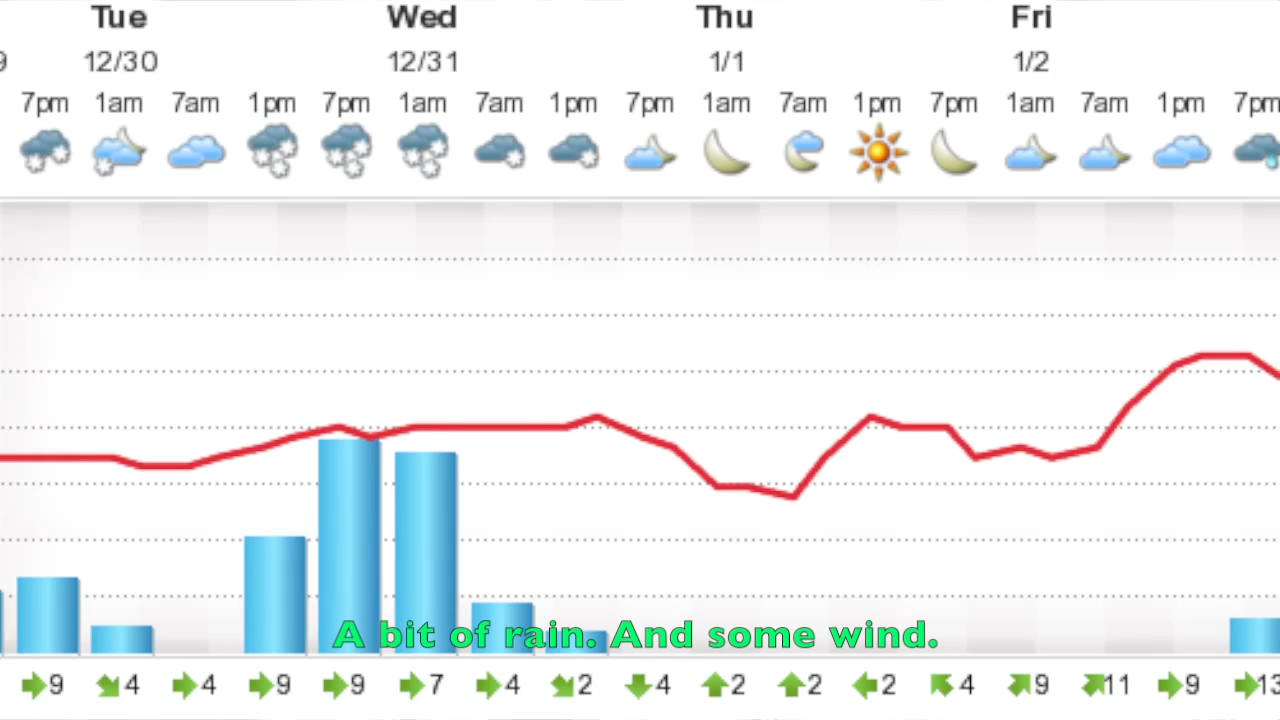 Tue Wed Thu Fri
9 12/30 12/31 1/1 1/2
7pm 1am 7am 1pm 7pm 1am 7am 1pm 7pm 1am 7am 1pm 7pm 1am 7am 1pm 7pm
A bit of rain. And some wind.
9 4 4 9 9 7 4 2 4 2 2 2 4 9 11 9 13